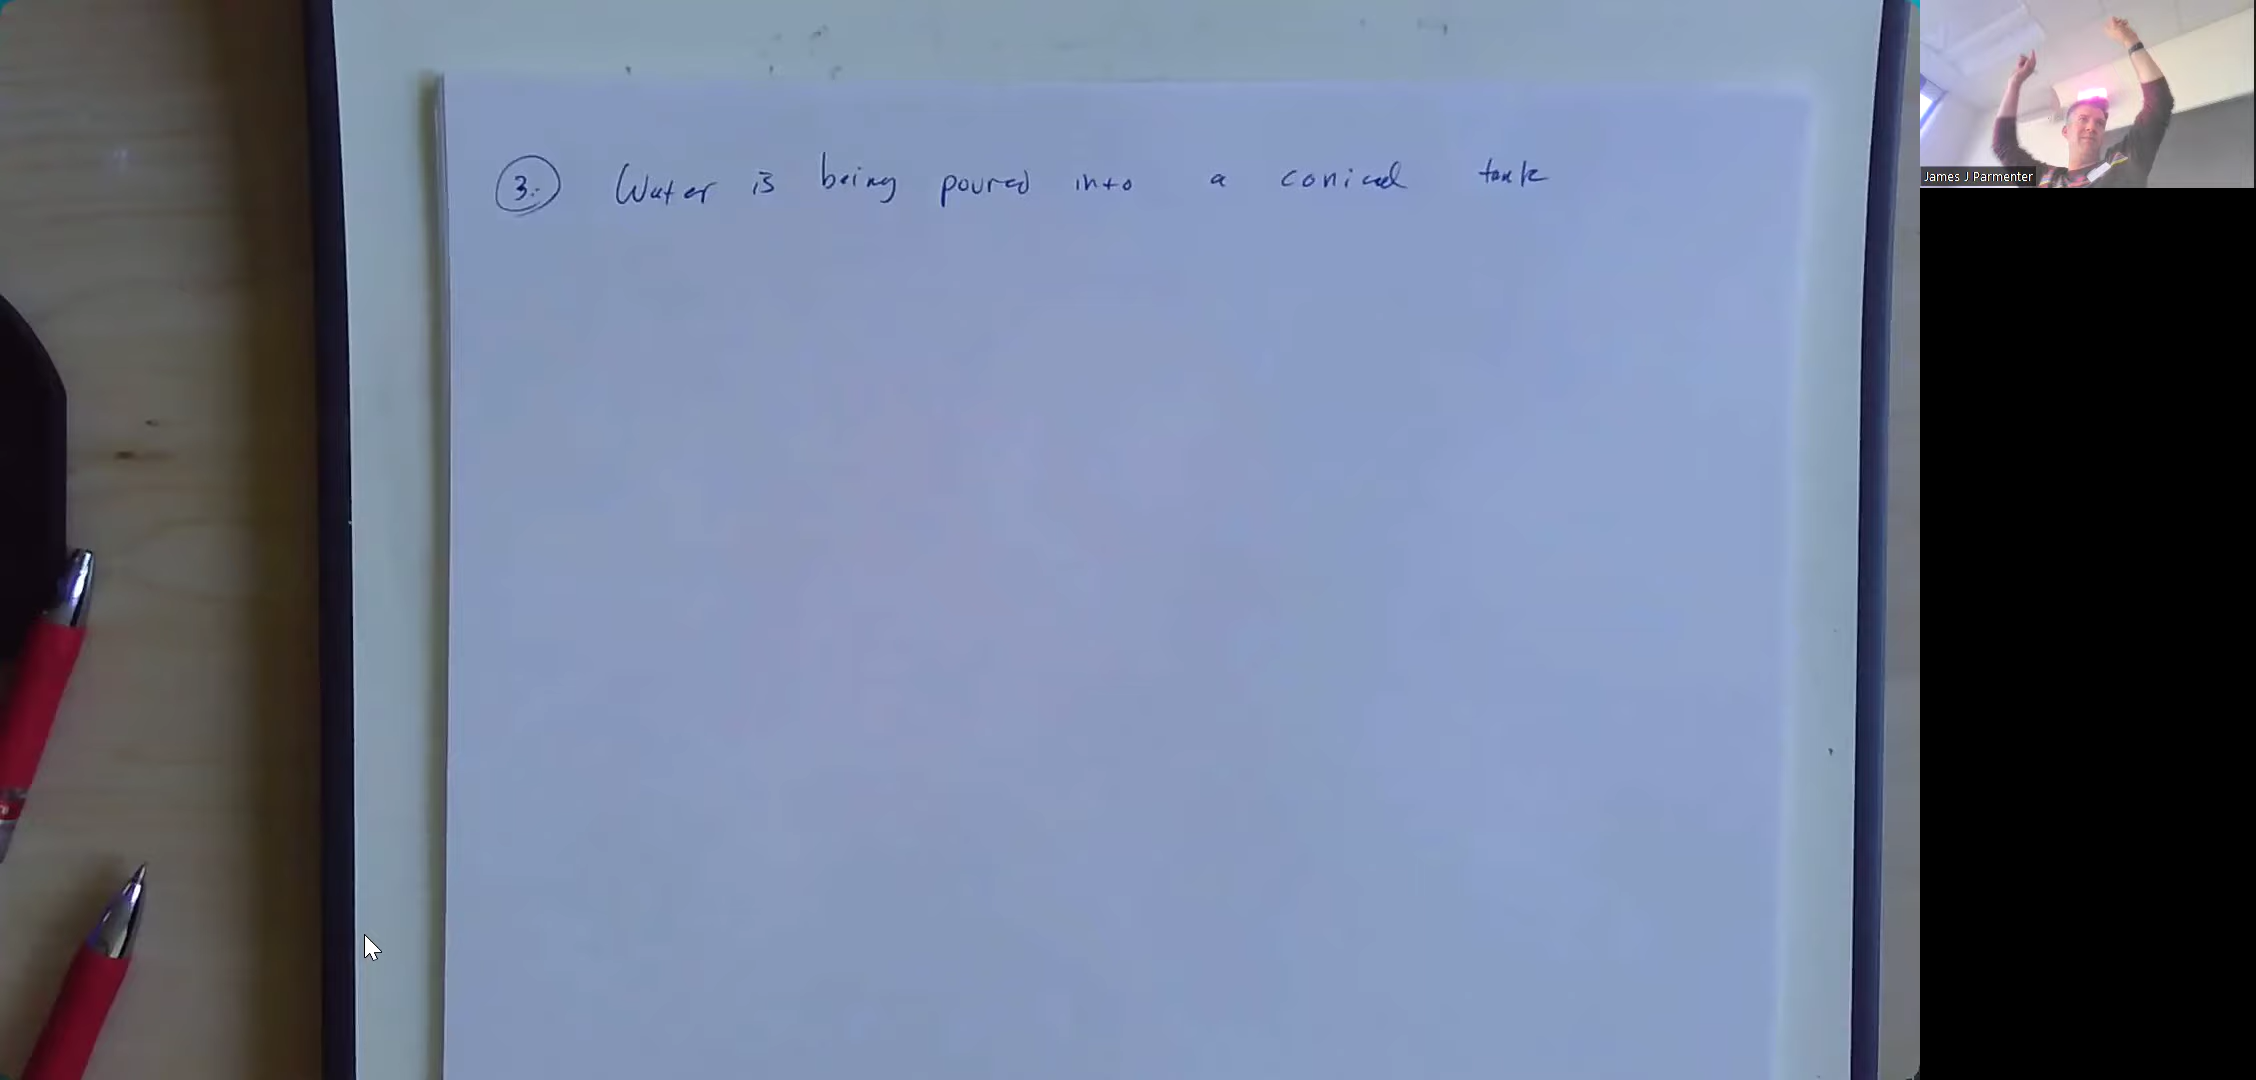 3. Water is being poured into a conical tank
James J Parmenter